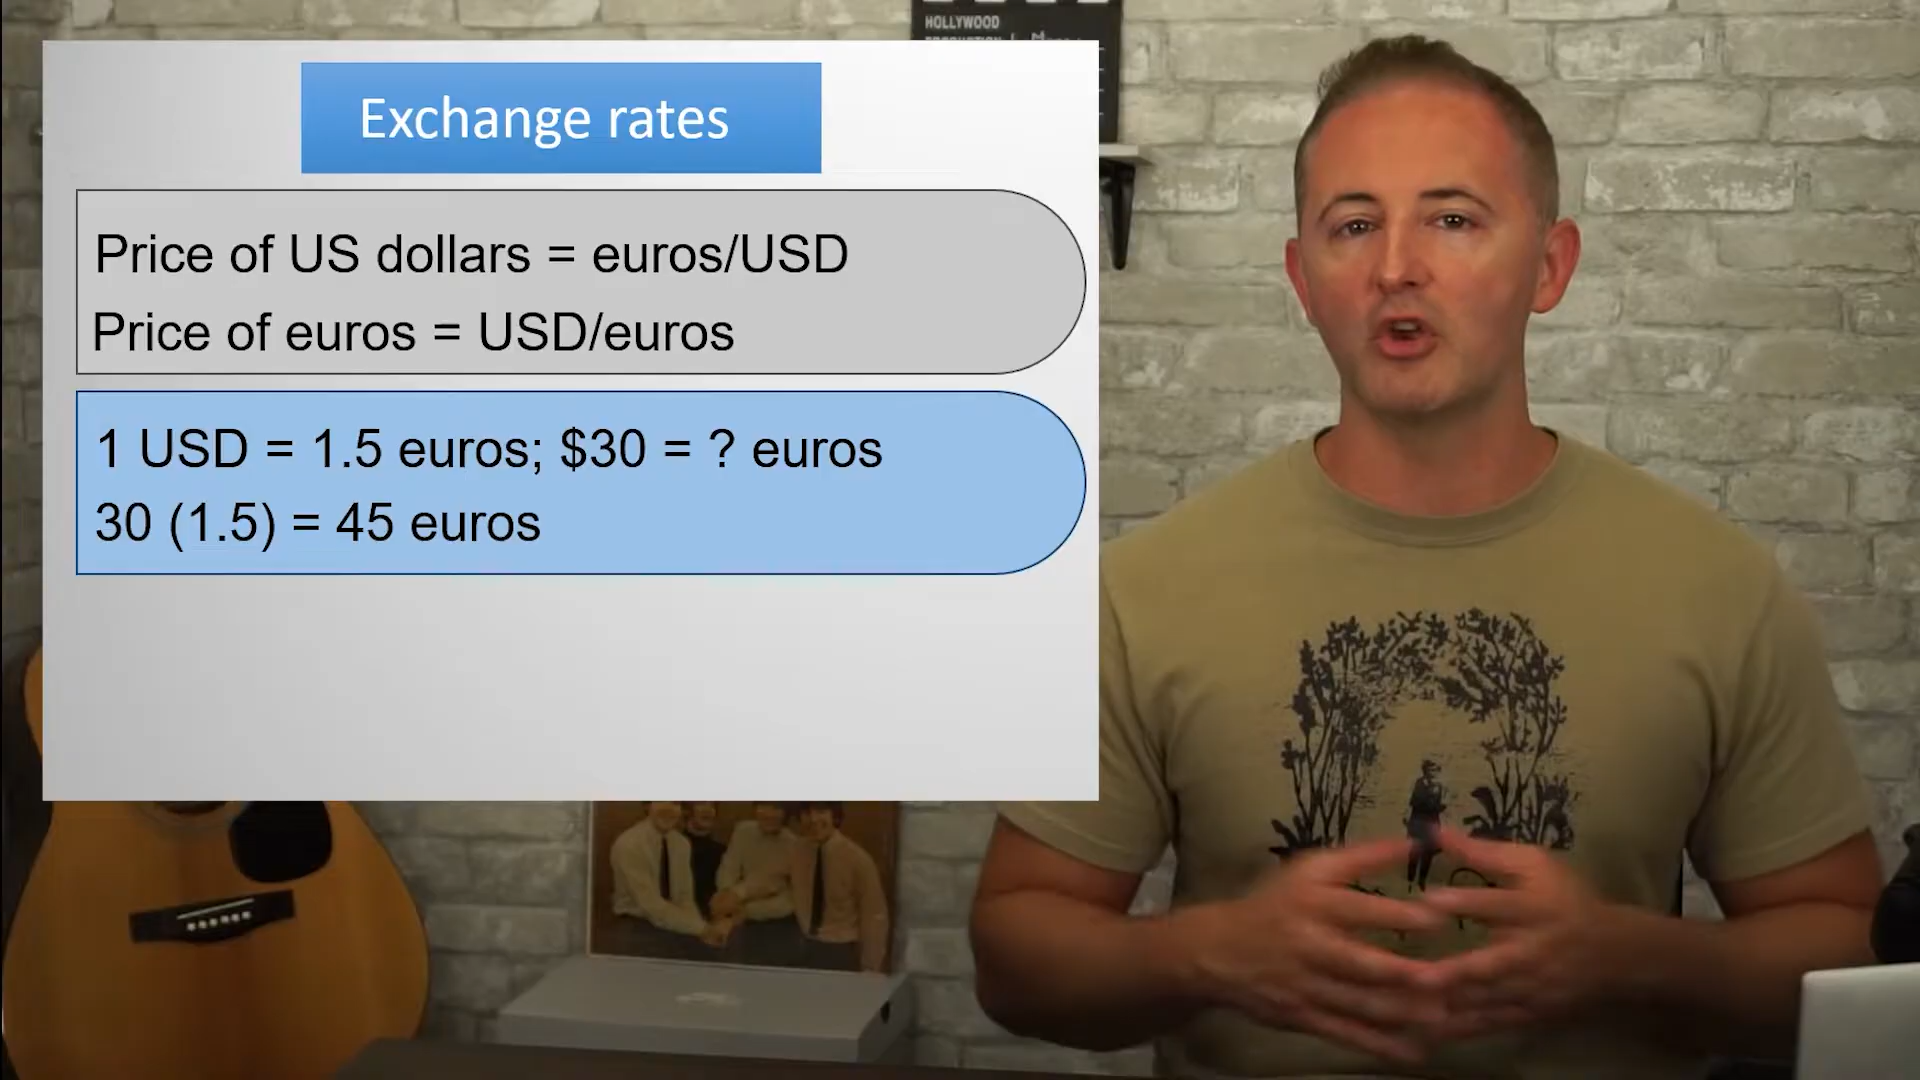 HOLLYWOOD
PRODUCTION
Exchange rates
Price of US dollars = euros/USD
Price of euros = USD/euros
1 USD = 1.5 euros; $30 = ? euros
30 (1.5) = 45 euros